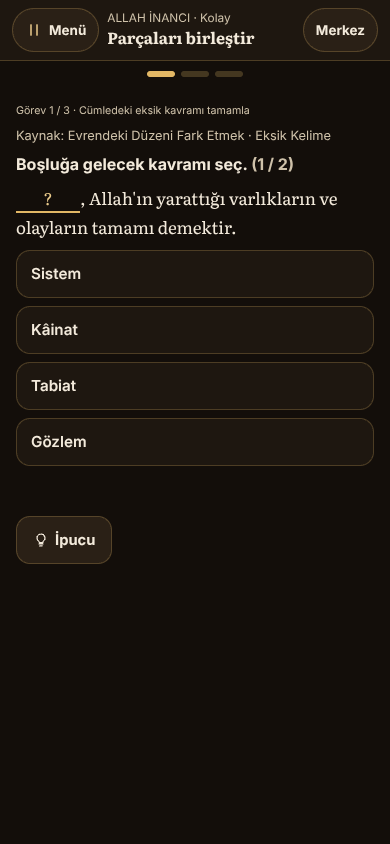 Menü
ALLAH İNANCI · Kolay
Parçaları birleştir
Merkez
Görev 1 / 3 · Cümledeki eksik kavramı tamamla
Kaynak: Evrendeki Düzeni Fark Etmek · Eksik Kelime
Boşluğa gelecek kavramı seç. (1 / 2)
?, Allah'ın yarattığı varlıkların ve
olayların tamamı demektir.
Sistem
Kâinat
Tabiat
Gözlem
İpucu